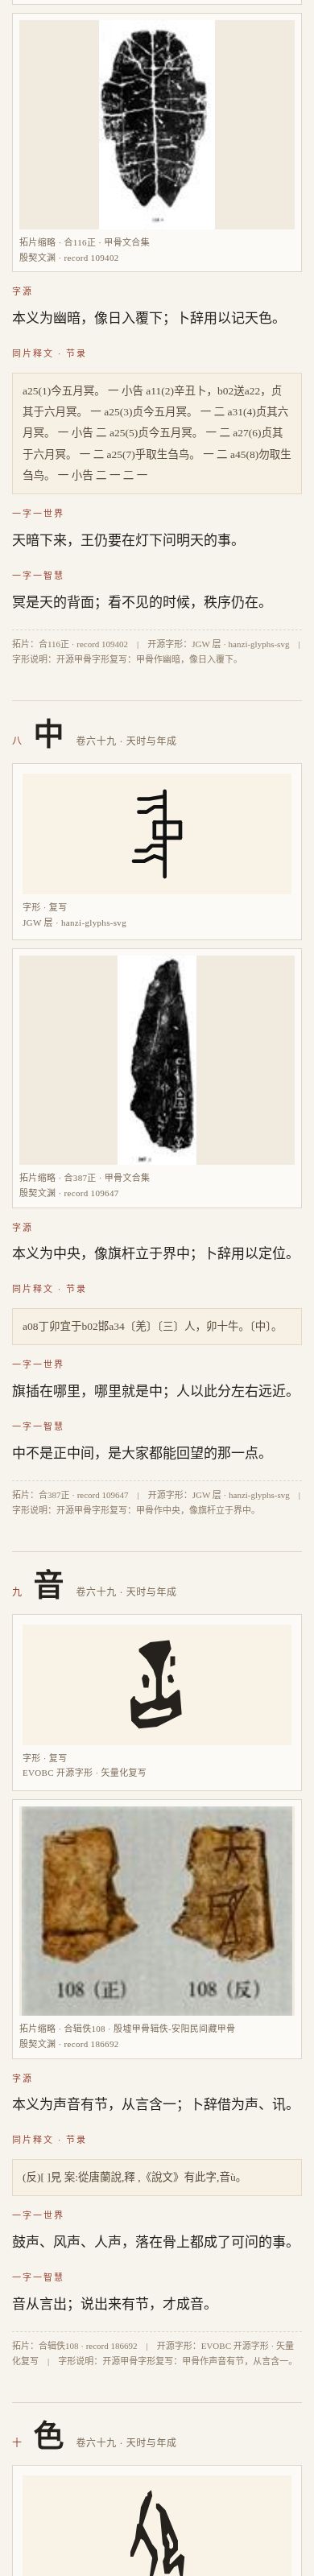 拓片缩略 · 合116正 · 甲骨文合集
殷契文渊 · record 109402
字源
本义为幽暗，像日入覆下；卜辞用以记天色。
同片释文 · 节录
a25(1)今五月冥。 一 小告 a11(2)辛丑卜，b02送a22，贞
其于六月冥。 一 a25(3)贞今五月冥。 一 二 a31(4)贞其六
月冥。 一 小告 二 a25(5)贞今五月冥。 一 二 a27(6)贞其
于六月冥。 一 二 a25(7)乎取生刍鸟。 一 二 a45(8)勿取生
刍鸟。 一 小告 二 一 二 一
一字一世界
天暗下来，王仍要在灯下问明天的事。
一字一智慧
冥是天的背面；看不见的时候，秩序仍在。
拓片：合116正 · record 109402 | 开源字形：JGW 层 · hanzi-glyphs-svg |
字形说明：开源甲骨字形复写：甲骨作幽暗，像日入覆下。
八 中 卷六十九 · 天时与年成
字形 · 复写
JGW 层 · hanzi-glyphs-svg
拓片缩略 · 合387正 · 甲骨文合集
殷契文渊 · record 109647
字源
本义为中央，像旗杆立于界中；卜辞用以定位。
同片释文 · 节录
a08丁卯宜于b02邯a34〔羌〕〔三〕人，卯十牛。〔中〕。
一字一世界
旗插在哪里，哪里就是中；人以此分左右远近。
一字一智慧
中不是正中间，是大家都能回望的那一点。
拓片：合387正 · record 109647 | 开源字形：JGW 层 · hanzi-glyphs-svg |
字形说明：开源甲骨字形复写：甲骨作中央，像旗杆立于界中。
九 音 卷六十九 · 天时与年成
字形 · 复写
EVOBC 开源字形 · 矢量化复写
108（正） 108（反）
拓片缩略 · 合辑佚108 · 殷墟甲骨辑佚-安阳民间藏甲骨
殷契文渊 · record 186692
字源
本义为声音有节，从言含一；卜辞借为声、讯。
同片释文 · 节录
(反)[ ]見 案:從唐蘭說,釋 ,《說文》有此字,音ù。
一字一世界
鼓声、风声、人声，落在骨上都成了可问的事。
一字一智慧
音从言出；说出来有节，才成音。
拓片：合辑佚108 · record 186692 | 开源字形：EVOBC 开源字形 · 矢量
化复写 | 字形说明：开源甲骨字形复写：甲骨作声音有节，从言含一。
十 色 卷六十九 · 天时与年成